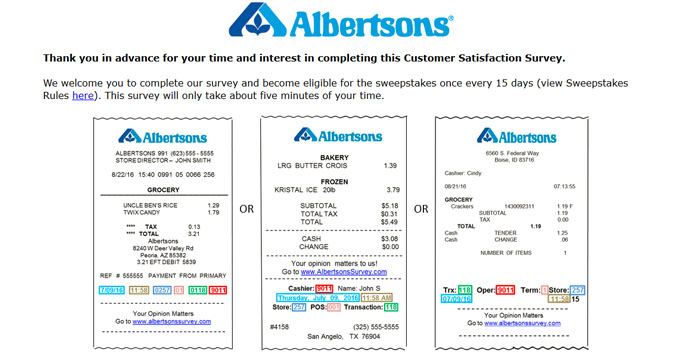 Albertsons®
Thank you in advance for your time and interest in completing this Customer Satisfaction Survey.
We welcome you to complete our survey and become eligible for the sweepstakes once every 15 days (view Sweepstakes
Rules here). This survey will only take about five minutes of your time.
Albertsons
ALBERTSONS 991 (623)555-5555
STORE DIRECTOR – JOHN SMITH
8/22/16 15:40 0991 05 0066 256
GROCERY
UNCLE BEN'S RICE 1.29
TWIX CANDY 1.79
**** TAX 0.13
**** TOTAL 3.21
Albertsons
8240 W Deer Valley Rd
Peoria, AZ 85382
3.21 EFT DEBIT 5839
REF # 555555 PAYMENT FROM PRIMARY
7/09/16 11:58 0257 01 0118 9011
Your Opinion Matters
Go to www.albertsonssurvey.com
OR
Albertsons
BAKERY
LRG BUTTER CROIS 1.39
FROZEN
KRISTAL ICE 20lb 3.79
SUBTOTAL $5.18
TOTAL TAX $0.31
TOTAL $5.49
CASH $3.08
CHANGE $0.00
Your opinion matters to us!
Go to www.AlbertsonsSurvey.com
Cashier: 9011 Name: John S
Thursday, July 09, 2016 11:58 AM
Store: 257 POS: 001 Transaction: 118
#4158 (325) 555-5555
San Angelo, TX 76904
OR
Albertsons
6560 S. Federal Way
Boise, ID 83716
Cashier: Cindy
08/21/16 07:13:55
GROCERY
Crackers 1430092311 1.19 F
SUBTOTAL 1.19
TAX 0.00
TOTAL 1.19
Cash TENDER 1.25
Cash CHANGE .06
NUMBER OF ITEMS 1
Trx: 118 Oper: 9011 Term: 1 Store: 257
07/09/16 11:58 15
Your Opinion Matters
Go to www.albertsonssurvey.com